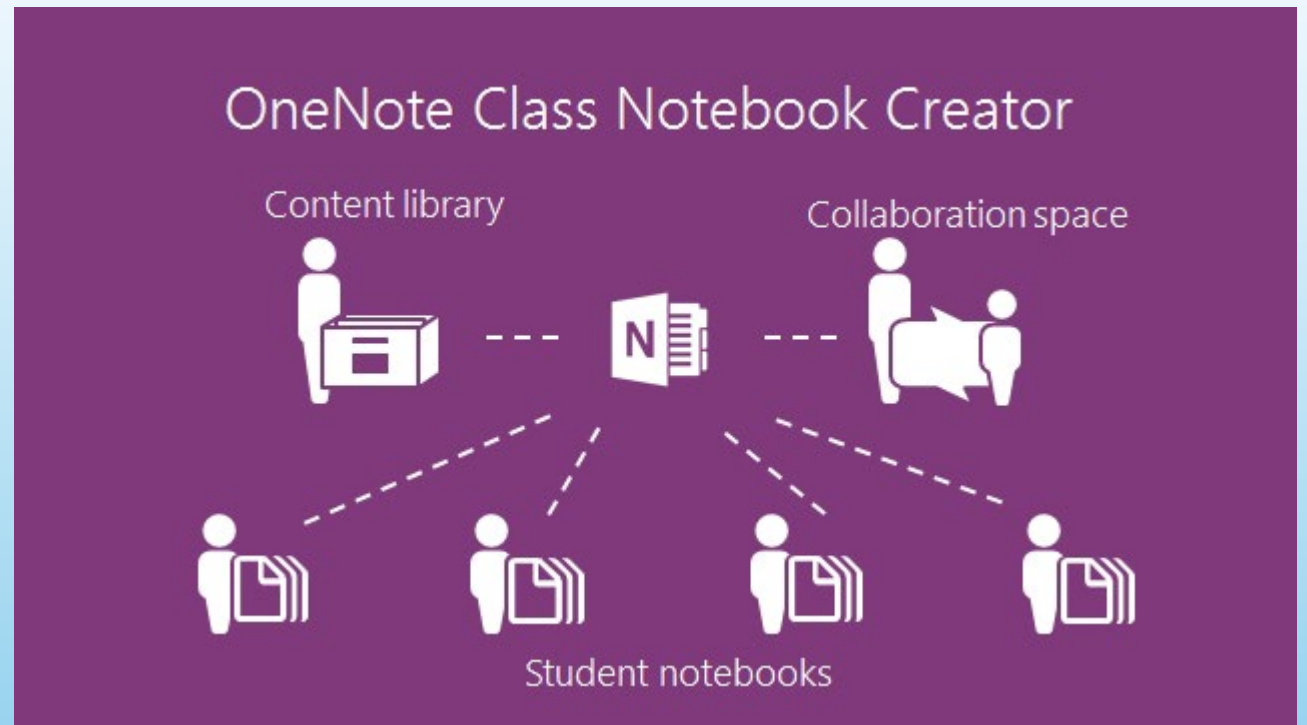 OneNote Class Notebook Creator
Content library
Collaboration space
N
Student notebooks